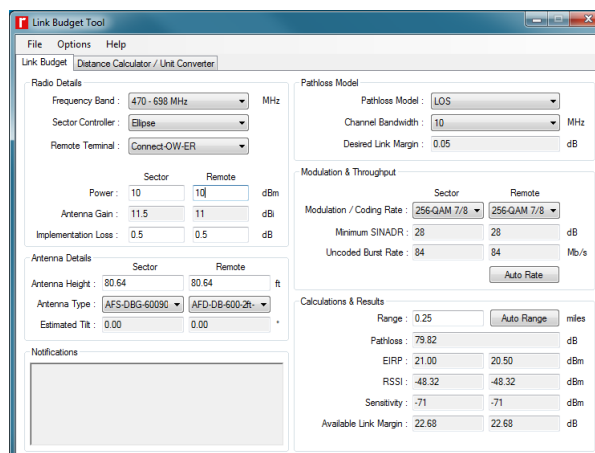 Link Budget Tool
File Options Help
Link Budget Distance Calculator / Unit Converter
Radio Details
Frequency Band : 470 - 698 MHz MHz
Sector Controller : Ellipse
Remote Terminal : Connect-OW-ER
Sector Remote
Power : 10 10 dBm
Antenna Gain : 11.5 11 dBi
Implementation Loss : 0.5 0.5 dB
Antenna Details
Sector Remote
Antenna Height : 80.64 80.64 ft
Antenna Type : AFS-DBG-60090 AFD-DB-600-2ft-
Estimated Tilt : 0.00 0.00 °
Notifications
Pathloss Model
Pathloss Model : LOS
Channel Bandwidth : 10 MHz
Desired Link Margin : 0.05 dB
Modulation & Throughput
Sector Remote
Modulation / Coding Rate : 256-QAM 7/8 256-QAM 7/8
Minimum SINADR : 28 28 dB
Uncoded Burst Rate : 84 84 Mb/s
Auto Rate
Calculations & Results
Range : 0.25 Auto Range miles
Pathloss : 79.82 dB
EIRP : 21.00 20.50 dBm
RSSI : -48.32 -48.32 dBm
Sensitivity : -71 -71 dBm
Available Link Margin : 22.68 22.68 dB